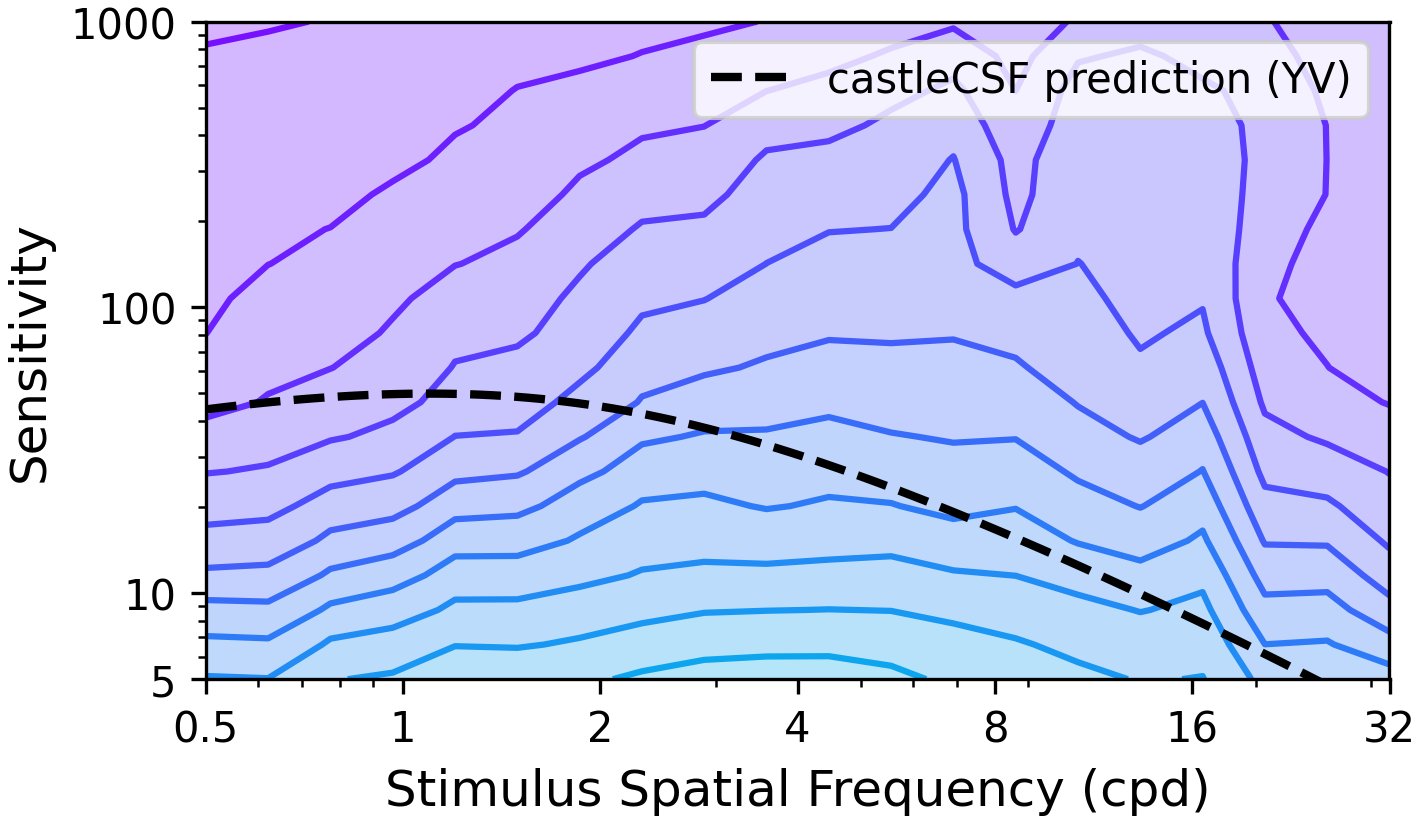 1000
100
10
5
Sensitivity
castleCSF prediction (YV)
0.5 1 2 4 8 16 32
Stimulus Spatial Frequency (cpd)